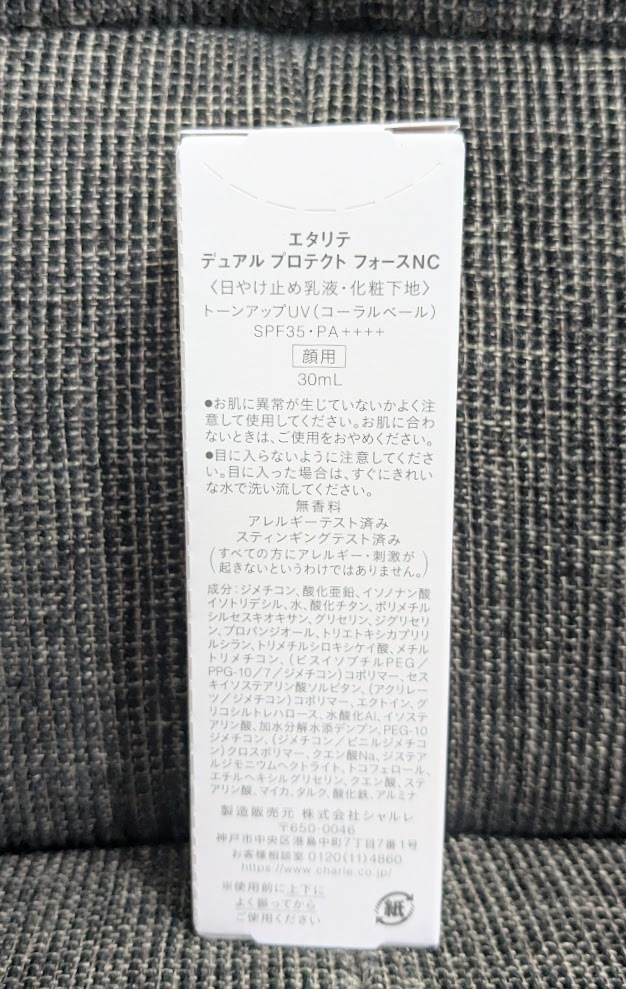 エタリテ
デュアル プロテクト フォースNC
〈日やけ止め乳液・化粧下地〉
トーンアップUV(コーラルベール)
SPF35・PA++++
顔用
30mL
●お肌に異常が生じていないかよく注
意して使用してください。お肌に合わ
ないときは、ご使用をおやめください。
●目に入らないように注意してくださ
い。目に入った場合は、すぐにきれい
な水で洗い流してください。
無香料
アレルギーテスト済み
スティンギングテスト済み
(すべての方にアレルギー・刺激が
起きないというわけではありません。)
成分:ジメチコン、酸化亜鉛、イソノナン酸
イソトリデシル、水、酸化チタン、ポリメチル
シルセスキオキサン、グリセリン、ジグリセリ
ン、プロパンジオール、トリエトキシカプリリ
ルシラン、トリメチルシロキシケイ酸、メチル
トリメチコン、(ビスイソブチルPEG/
PPG-10/7/ジメチコン)コポリマー、セス
キイソステアリン酸ソルビタン、(アクリレー
ツ/ジメチコン)コポリマー、エクトイン、グ
リコシルトレハロース、水酸化Al、イソステ
アリン酸、加水分解水添デンプン、PEG-10
ジメチコン、(ジメチコン/ビニルジメチコ
ン)クロスポリマー、クエン酸Na、ジステア
ルジモニウムヘクトライト、トコフェロール、
エチルヘキシルグリセリン、クエン酸、ステ
アリン酸、マイカ、タルク、酸化鉄、アルミナ
製造販売元 株式会社シャルレ
〒650-0046
神戸市中央区港島中町7丁目7番1号
お客様相談室 0120(11)4860
https://www.charle.co.jp/
※使用前に上下に
よく振ってから
ご使用ください
紙